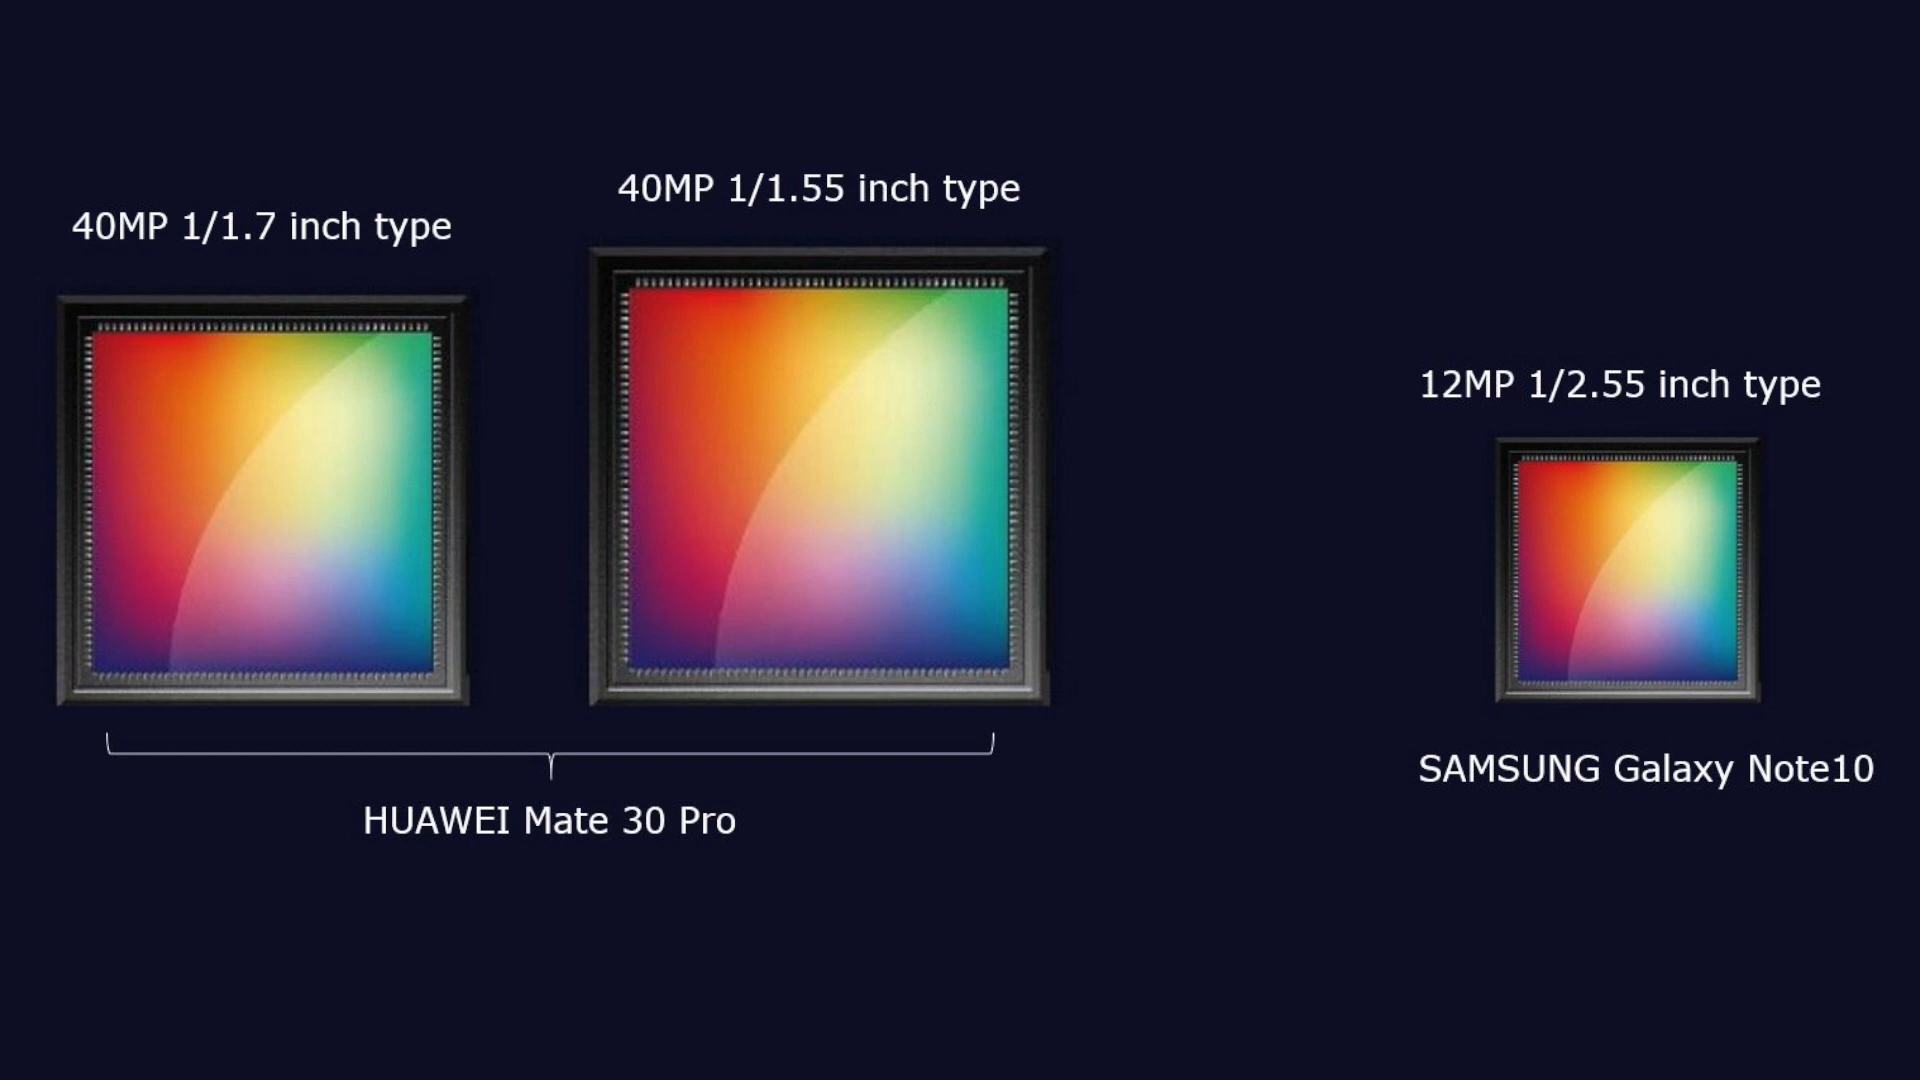 40MP 1/1.7 inch type
40MP 1/1.55 inch type
12MP 1/2.55 inch type
HUAWEI Mate 30 Pro
SAMSUNG Galaxy Note10